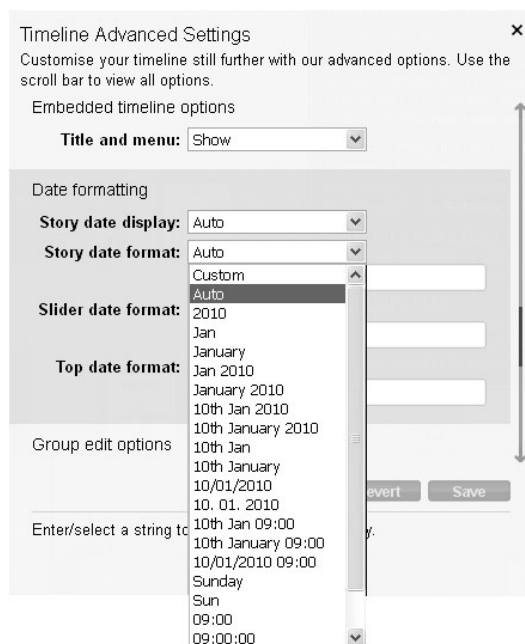 Timeline Advanced Settings
Customise your timeline still further with our advanced options. Use the
scroll bar to view all options.
Embedded timeline options
Title and menu: Show
Date formatting
Story date display: Auto
Story date format: Auto
Custom
Auto
Slider date format:
2010
Jan
January
Top date format:
Jan 2010
January 2010
10th Jan 2010
10th January 2010
Group edit options
10th Jan
10th January
10/01/2010
10. 01. 2010
Save
Enter/select a string
10th Jan 09:00
10th January 09:00
10/01/2010 09:00
Sunday
Sun
09:00
09:00:00